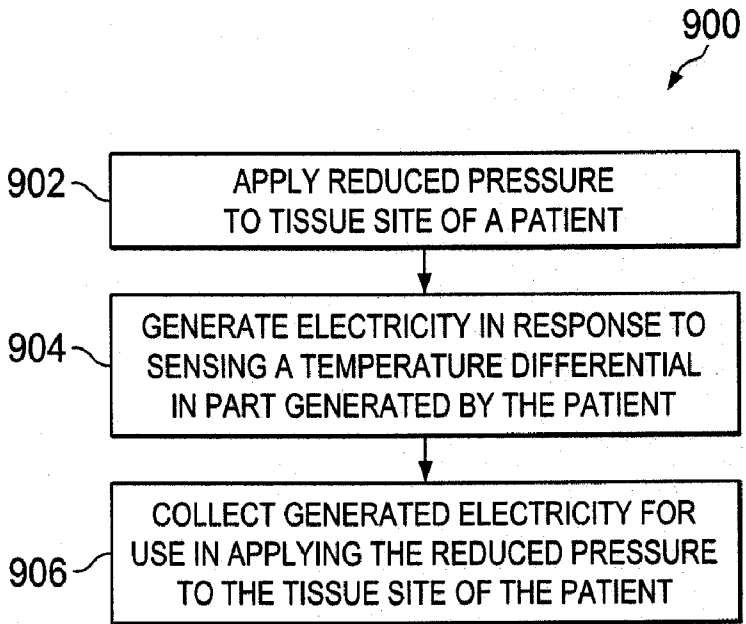 900
902
APPLY REDUCED PRESSURE
TO TISSUE SITE OF A PATIENT
904
GENERATE ELECTRICITY IN RESPONSE TO
SENSING A TEMPERATURE DIFFERENTIAL
IN PART GENERATED BY THE PATIENT
906
COLLECT GENERATED ELECTRICITY FOR
USE IN APPLYING THE REDUCED PRESSURE
TO THE TISSUE SITE OF THE PATIENT